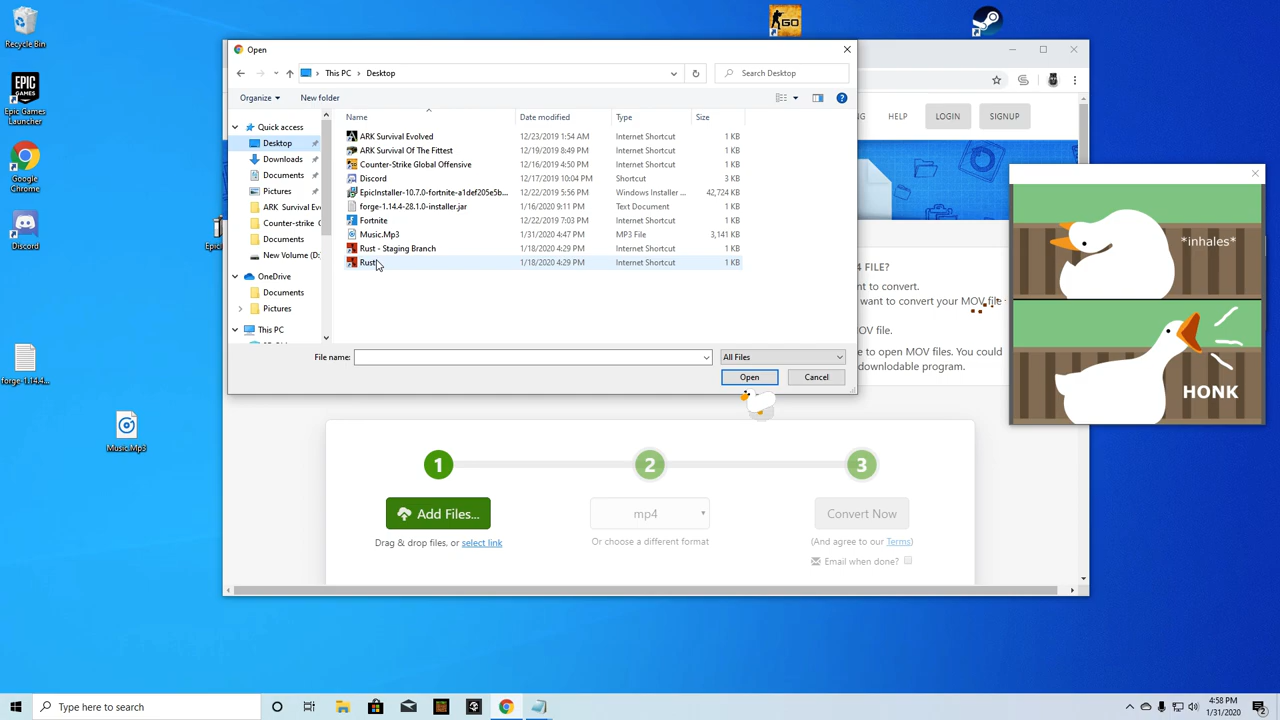 Recycle Bin
EPIC
GAMES
Epic Games
Launcher
Google
Chrome
Discord
forge_1.14.4...
Music.Mp3
GO
Open
This PC
Desktop
Search Desktop
Organize
New folder
Name
Date modified
Type
Size
Quick access
Desktop
Downloads
Documents
Pictures
ARK Survival Ev
Counter-strike
Documents
New Volume (D:
OneDrive
Documents
Pictures
This PC
ARK Survival Evolved 12/23/2019 1:54 AM Internet Shortcut 1 KB
ARK Survival Of The Fittest 12/19/2019 8:49 PM Internet Shortcut 1 KB
Counter-Strike Global Offensive 12/16/2019 4:50 PM Internet Shortcut 1 KB
Discord 12/17/2019 10:04 PM Shortcut 3 KB
EpicInstaller-10.7.0-fortnite-a1def205e5b... 12/22/2019 5:56 PM Windows Installer ... 42,724 KB
forge-1.14.4-28.1.0-installer.jar 1/16/2020 9:11 PM Text Document 1 KB
Fortnite 12/22/2019 7:03 PM Internet Shortcut 1 KB
Music.Mp3 1/31/2020 4:47 PM MP3 File 3,141 KB
Rust - Staging Branch 1/18/2020 4:29 PM Internet Shortcut 1 KB
Rust 1/18/2020 4:29 PM Internet Shortcut 1 KB
File name:
All Files
Open
Cancel
Epic
HELP
LOGIN
SIGNUP
4 FILE?
nt to convert.
want to convert your MOV file
OV file.
e to open MOV files. You could
downlodable program.
*inhales*
HONK
1
2
3
Add Files...
mp4
Convert Now
Drag & drop files, or select link
Or choose a different format
(And agree to our Terms)
Email when done?
Type here to search
4:58 PM
1/31/2020
2